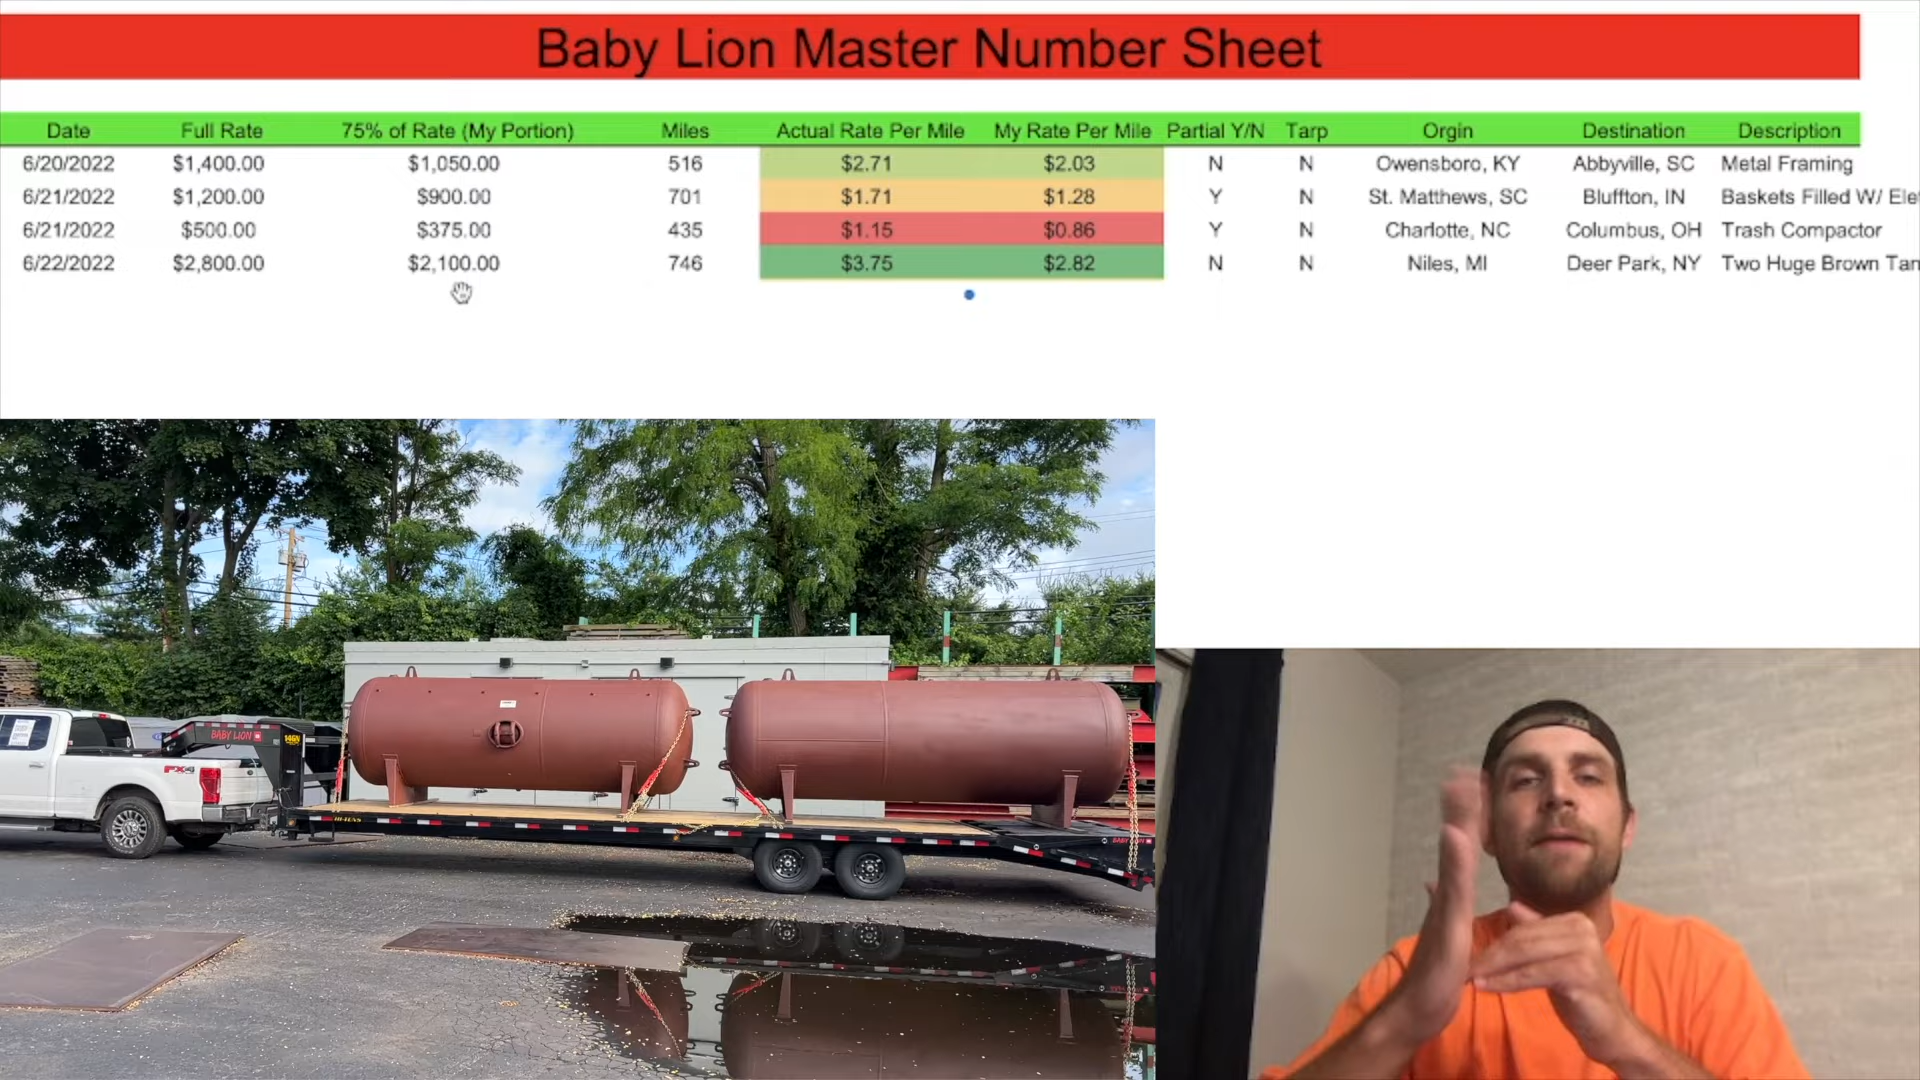 Baby Lion Master Number Sheet
Date Full Rate 75% of Rate (My Portion) Miles Actual Rate Per Mile My Rate Per Mile Partial Y/N Tarp Orgin Destination Description
6/20/2022 $1,400.00 $1,050.00 516 $2.71 $2.03 N N Owensboro, KY Abbyville, SC Metal Framing
6/21/2022 $1,200.00 $900.00 701 $1.71 $1.28 Y N St. Matthews, SC Bluffton, IN Baskets Filled W/ Ele
6/21/2022 $500.00 $375.00 435 $1.15 $0.86 Y N Charlotte, NC Columbus, OH Trash Compactor
6/22/2022 $2,800.00 $2,100.00 746 $3.75 $2.82 N N Niles, MI Deer Park, NY Two Huge Brown Tan
BABY LION
FX4